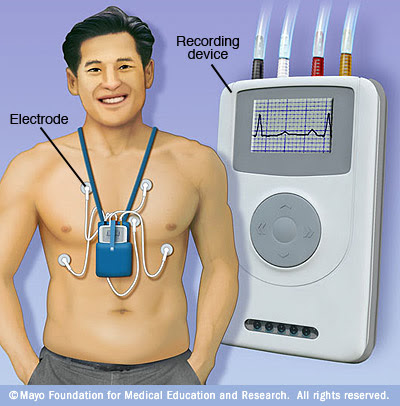 Recording
device
Electrode
©Mayo Foundation for Medical Education and Research. All rights reserved.